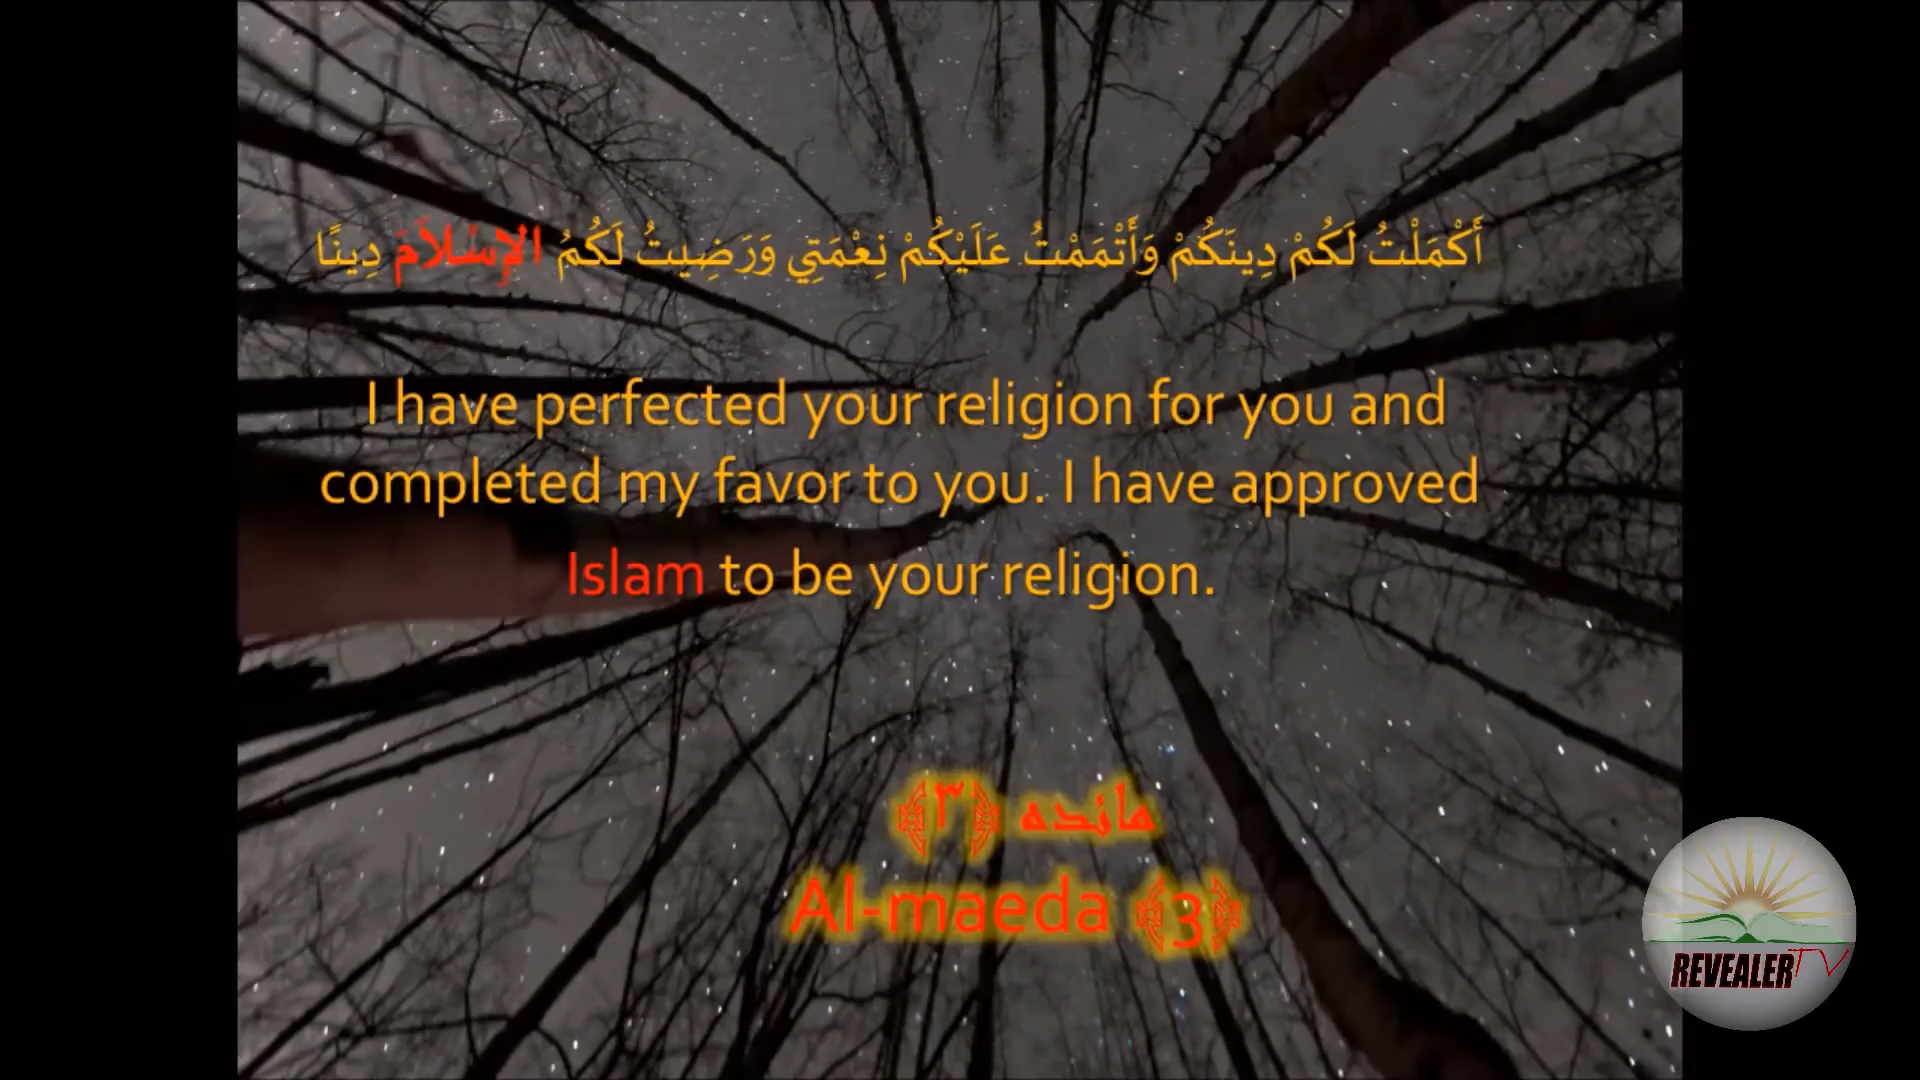 أَكْمَلْتُ لَكُمْ دِينَكُمْ وَأَتْمَمْتُ عَلَيْكُمْ نِعْمَتِي وَرَضِيتُ لَكُمُ الإِسْلاَمَ دِينًا
I have perfected your religion for you and
completed my favor to you. I have approved
Islam to be your religion.
مائده ﴿٣﴾
Al-maeda ﴾3﴿
REVEALER TV